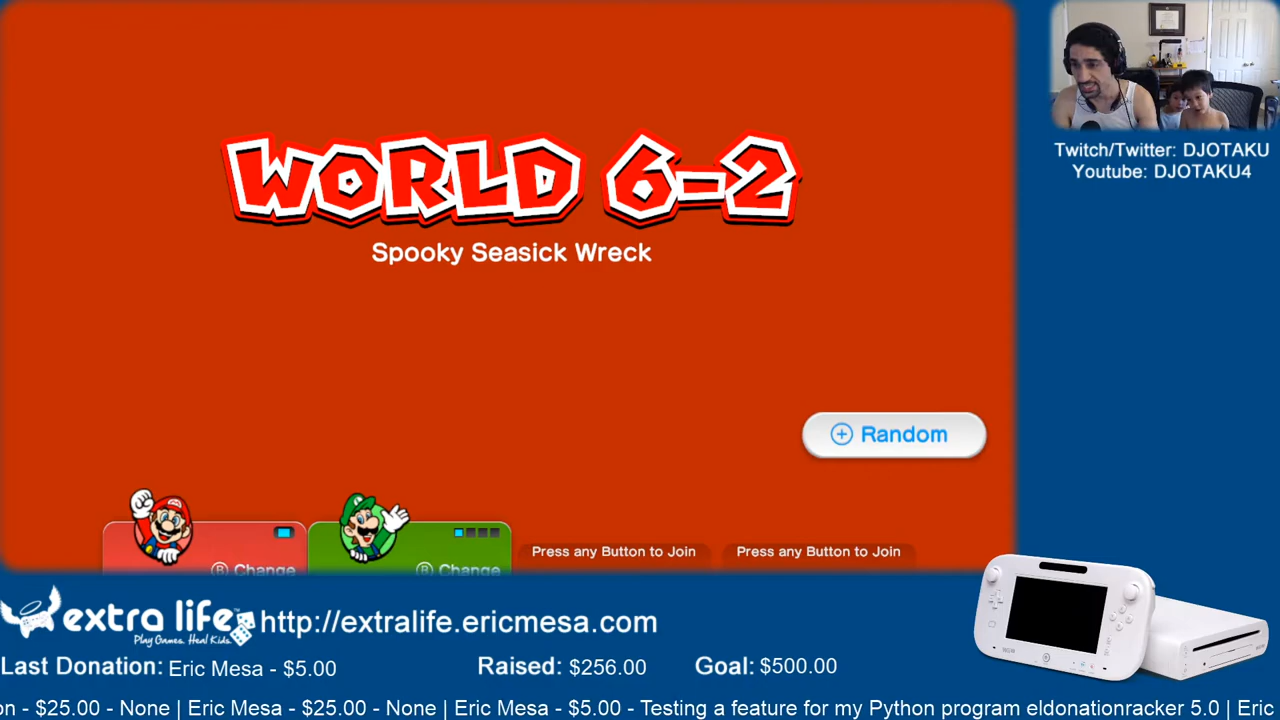 WORLD 6-2
Spooky Seasick Wreck
Twitch/Twitter: DJOTAKU
Youtube: DJOTAKU4
+ Random
B Change
B Change
Press any Button to Join
Press any Button to Join
extra life
Play Games. Heal Kids.
http://extralife.ericmesa.com
Last Donation: Eric Mesa - $5.00
Raised: $256.00
Goal: $500.00
on - $25.00 - None | Eric Mesa - $25.00 - None | Eric Mesa - $5.00 - Testing a feature for my Python program eldonationracker 5.0 | Eric